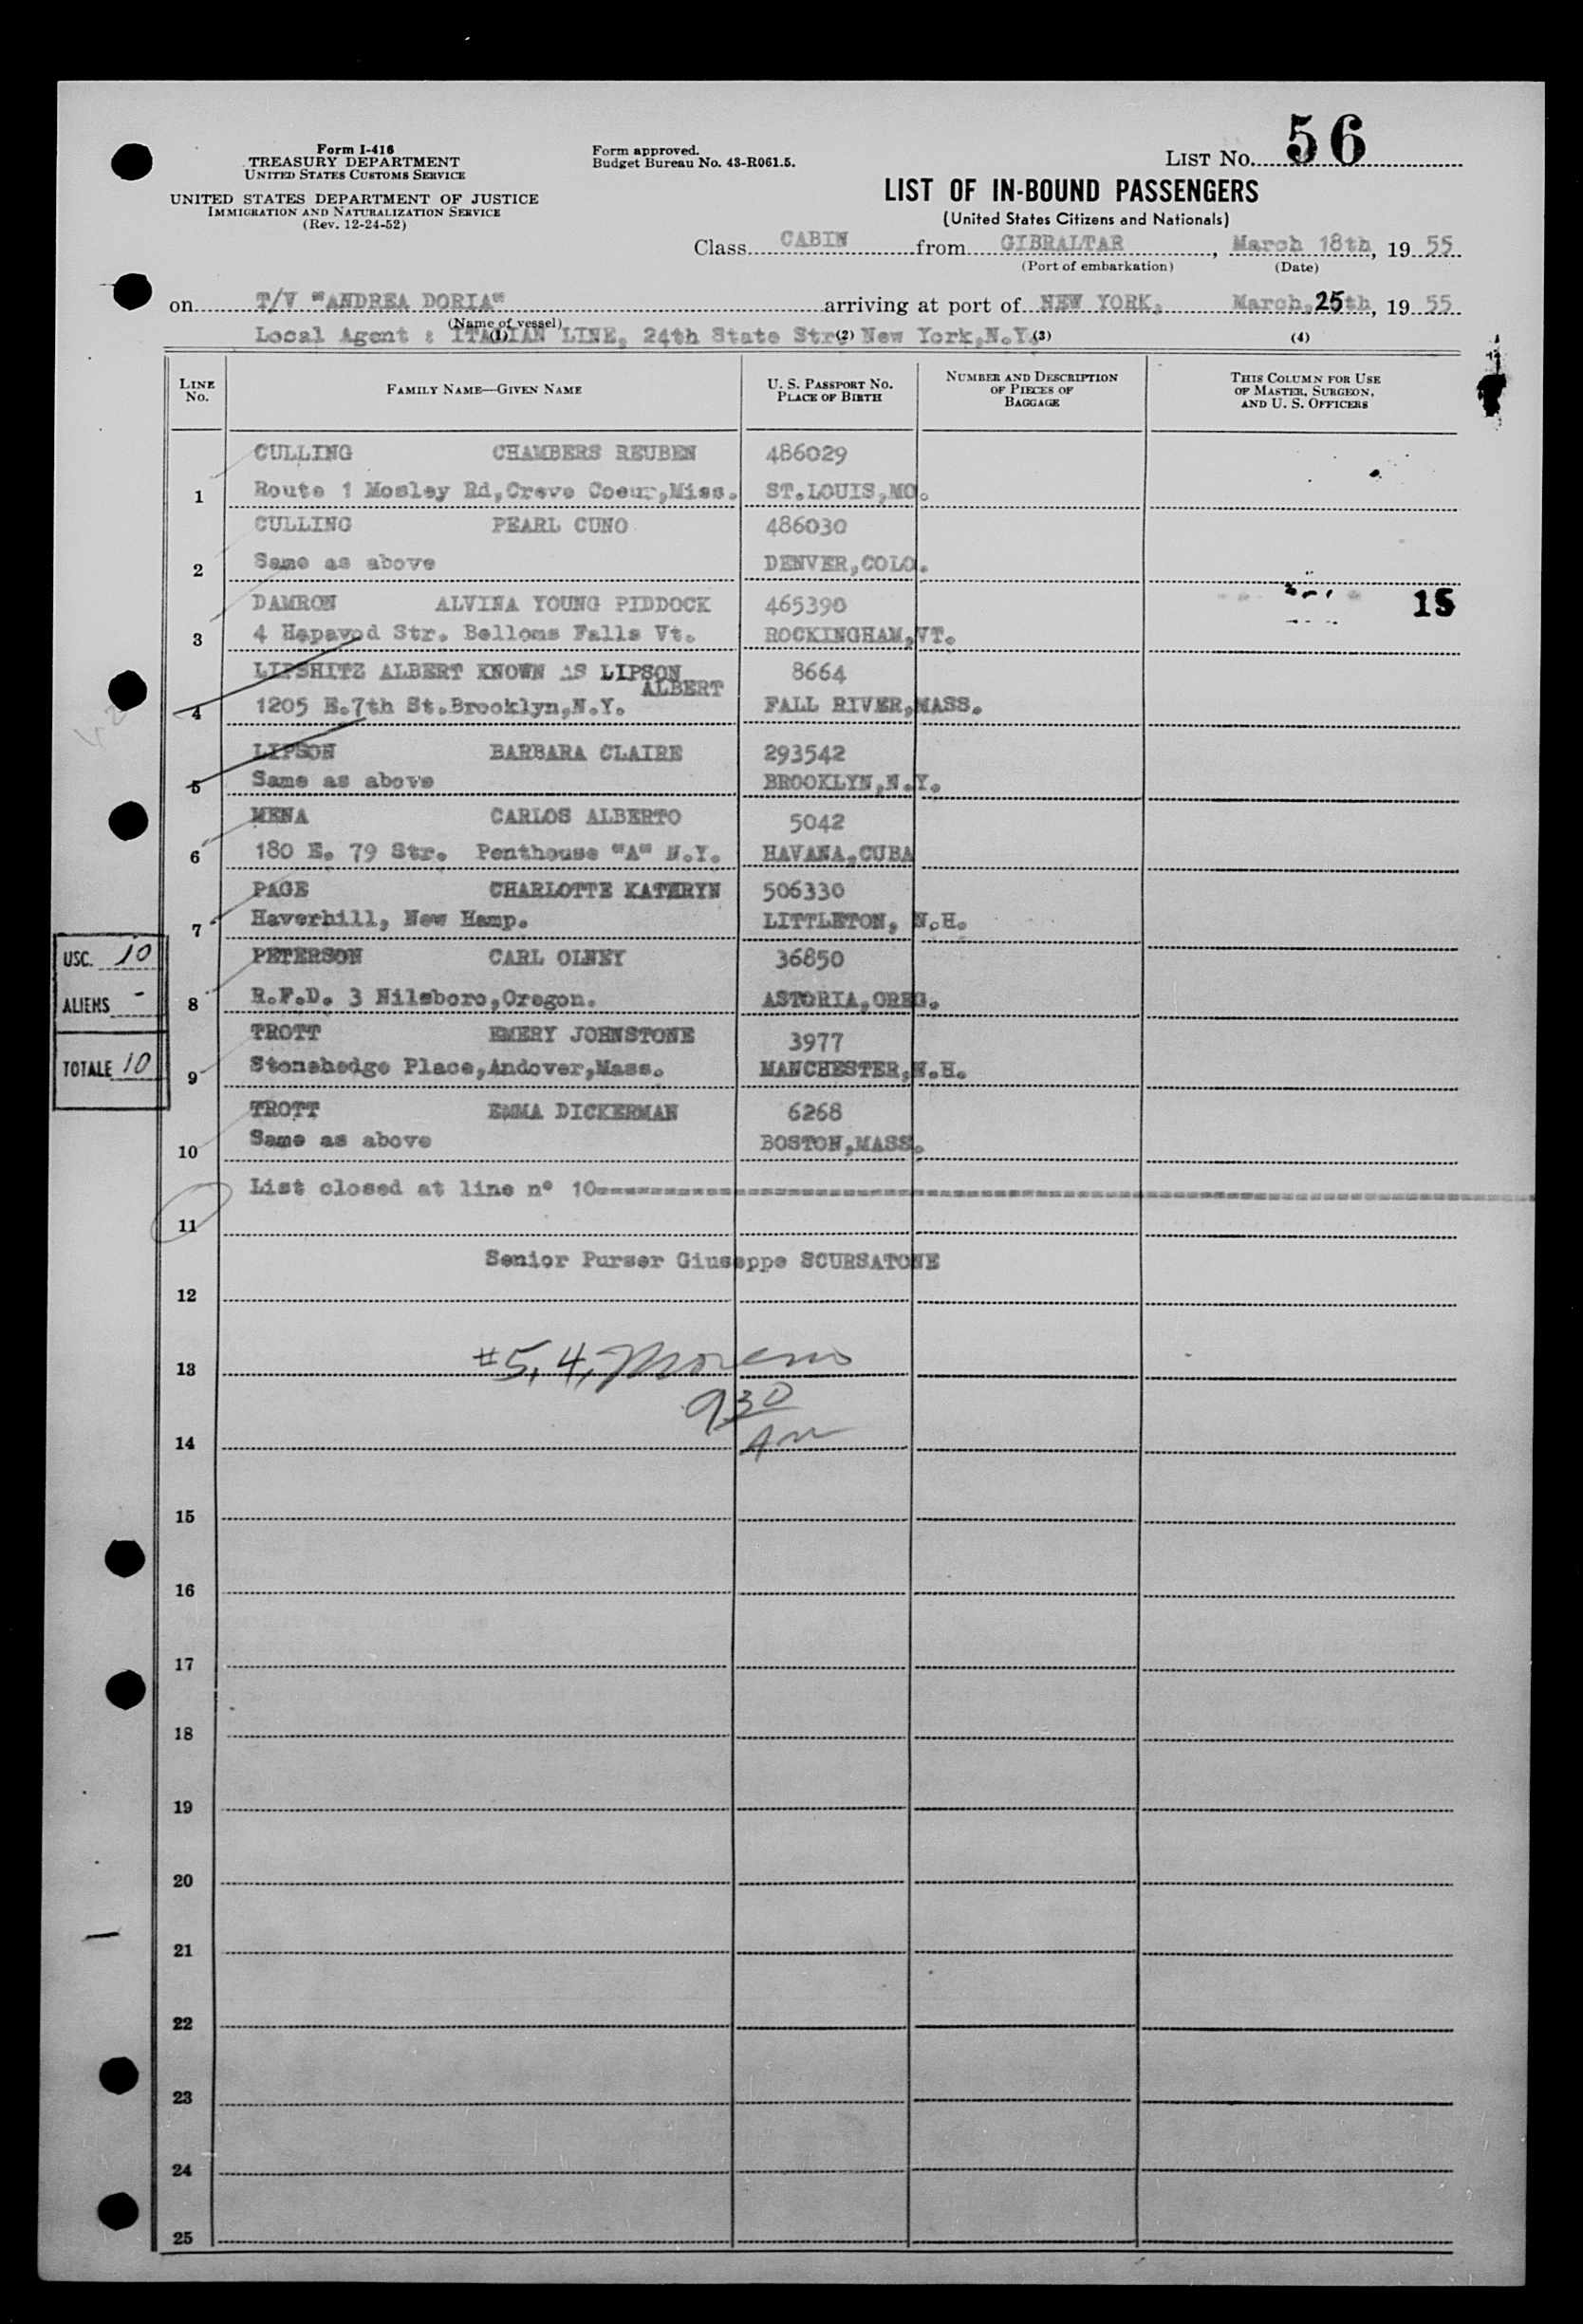 Form I-416
TREASURY DEPARTMENT
UNITED STATES CUSTOMS SERVICE
UNITED STATES DEPARTMENT OF JUSTICE
IMMIGRATION AND NATURALIZATION SERVICE
(Rev. 12-24-52)
Form approved.
Budget Bureau No. 43-R061.5.
LIST No. 56
LIST OF IN-BOUND PASSENGERS
(United States Citizens and Nationals)
Class CABIN from GIBRALTAR, March 18th, 19 55
(Port of embarkation) (Date)
on T/V "ANDREA DORIA" arriving at port of NEW YORK, March, 25th, 19 55
(Name of vessel)
Local Agent : ITALIAN LINE, 24th State Str. New York,N.Y.
(1) (2) (3) (4)
LINE No. FAMILY NAME—GIVEN NAME U. S. PASSPORT NO. PLACE OF BIRTH NUMBER AND DESCRIPTION OF PIECES OF BAGGAGE THIS COLUMN FOR USE OF MASTER, SURGEON, AND U. S. OFFICERS
CULLING CHAMBERS REUBEN 486029
1 Route 1 Mosley Rd,Creve Coeur,Miss. ST.LOUIS,MO.
CULLING PEARL CUNO 486030
2 Same as above DENVER,COLO.
DAMRON ALVINA YOUNG PIDDOCK 465390 15
3 4 Str. Bellows Falls Vt. ROCKINGHAM,VT.
LIPSHITZ ALBERT KNOWN AS LIPSON ALBERT 8664
4 1205 E.7th St.Brooklyn,N.Y. FALL RIVER,MASS.
LIPSON BARBARA CLAIRE 293542
5 Same as above BROOKLYN,N.Y.
MENA CARLOS ALBERTO 5042
6 180 E. 79 Str. Penthouse "A" N.Y. HAVANA,CUBA
PAGE CHARLOTTE KATHRYN 506330
7 Haverhill, New Hamp. LITTLETON, N.H.
USC. 10
PETERSON CARL OLNEY 36850
ALIENS -
8 R.F.D. 3 Hilsboro,Oregon. ASTORIA,OREG.
TROTT EMERY JOHNSTONE 3977
TOTALE 10
9 Stonehedge Place,Andover,Mass. MANCHESTER,N.H.
TROTT EMMA DICKERMAN 6268
10 Same as above BOSTON,MASS.
List closed at line n° 10
11
Senior Purser Giuseppe SCURSATONE
12
13 #5,4, Moreno
930
14 AM
15
16
17
18
19
20
21
22
23
24
25